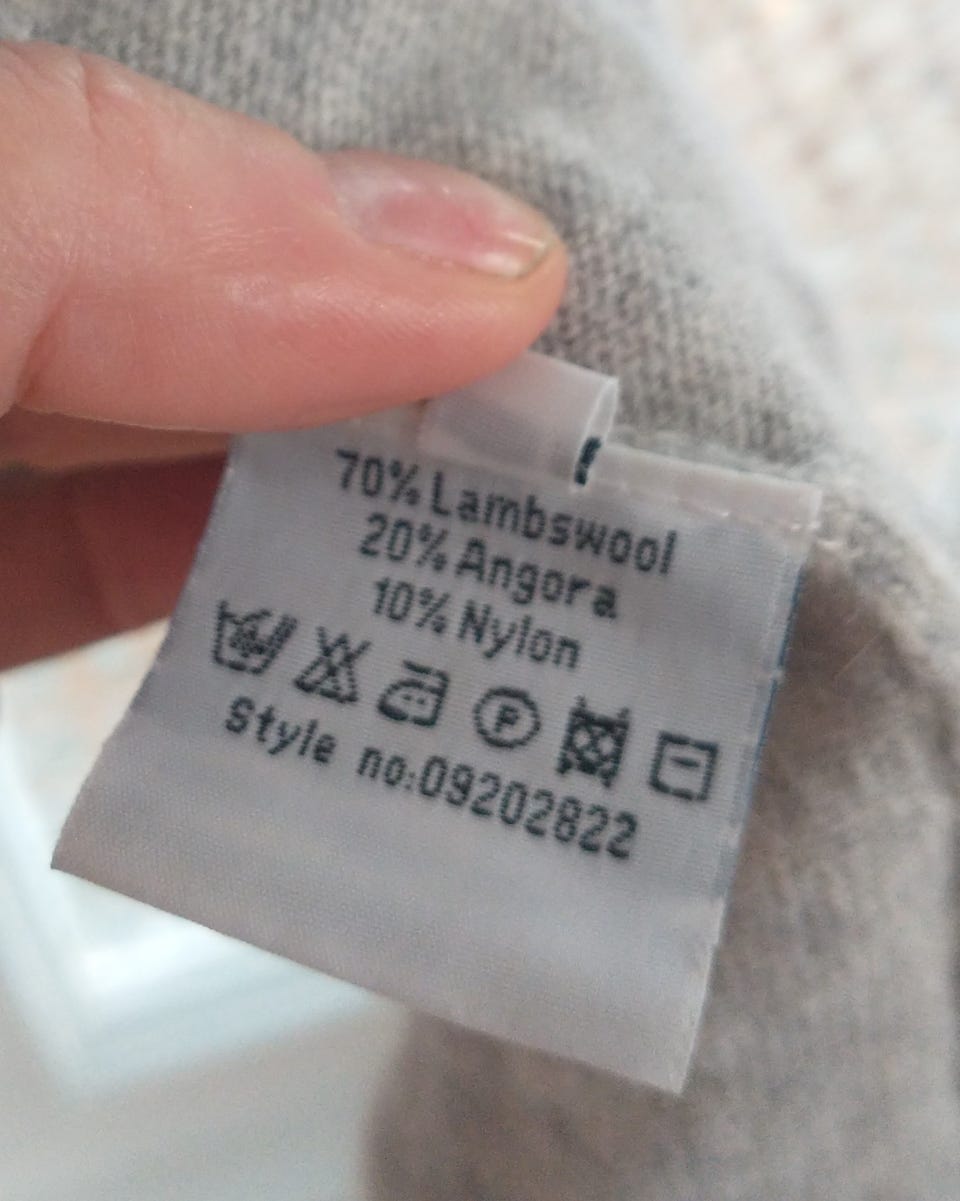 70% Lambswool
20% Angora
10% Nylon
P
Style no:09202822